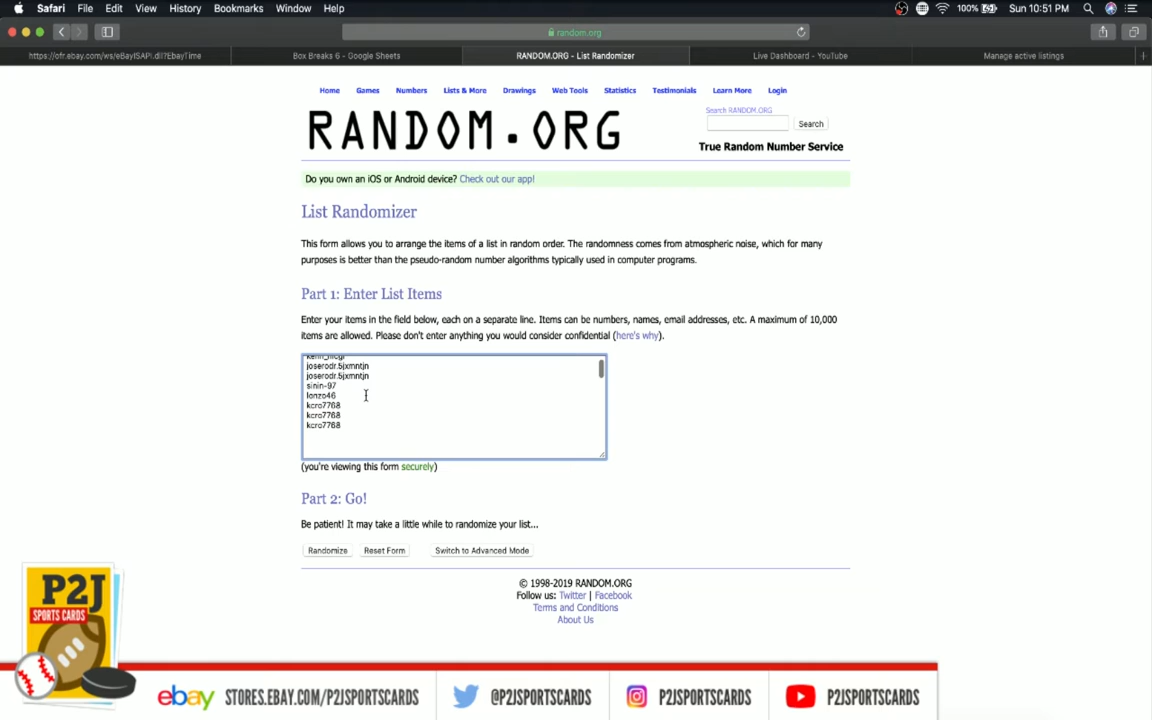 Safari File Edit View History Bookmarks Window Help 100% Sun 10:51 PM
random.org
https://ofr.ebay.com/ws/eBayISAPI.dll?EbayTime Box Breaks 6 - Google Sheets RANDOM.ORG - List Randomizer Live Dashboard - YouTube Manage active listings
Home Games Numbers Lists & More Drawings Web Tools Statistics Testimonials Learn More Login
RANDOM.ORG
Search RANDOM.ORG
Search
True Random Number Service
Do you own an iOS or Android device? Check out our app!
List Randomizer
This form allows you to arrange the items of a list in random order. The randomness comes from atmospheric noise, which for many
purposes is better than the pseudo-random number algorithms typically used in computer programs.
Part 1: Enter List Items
Enter your items in the field below, each on a separate line. Items can be numbers, names, email addresses, etc. A maximum of 10,000
items are allowed. Please don't enter anything you would consider confidential (here's why).
joserodr.5jxmntjn
joserodr.5jxmntjn
sinin-97
lonzo46
kcro7768
kcro7768
kcro7768
(you're viewing this form securely)
Part 2: Go!
Be patient! It may take a little while to randomize your list...
Randomize Reset Form Switch to Advanced Mode
© 1998-2019 RANDOM.ORG
Follow us: Twitter | Facebook
Terms and Conditions
About Us
P2J
SPORTS CARDS
ebay STORES.EBAY.COM/P2JSPORTSCARDS @P2JSPORTSCARDS P2JSPORTSCARDS P2JSPORTSCARDS